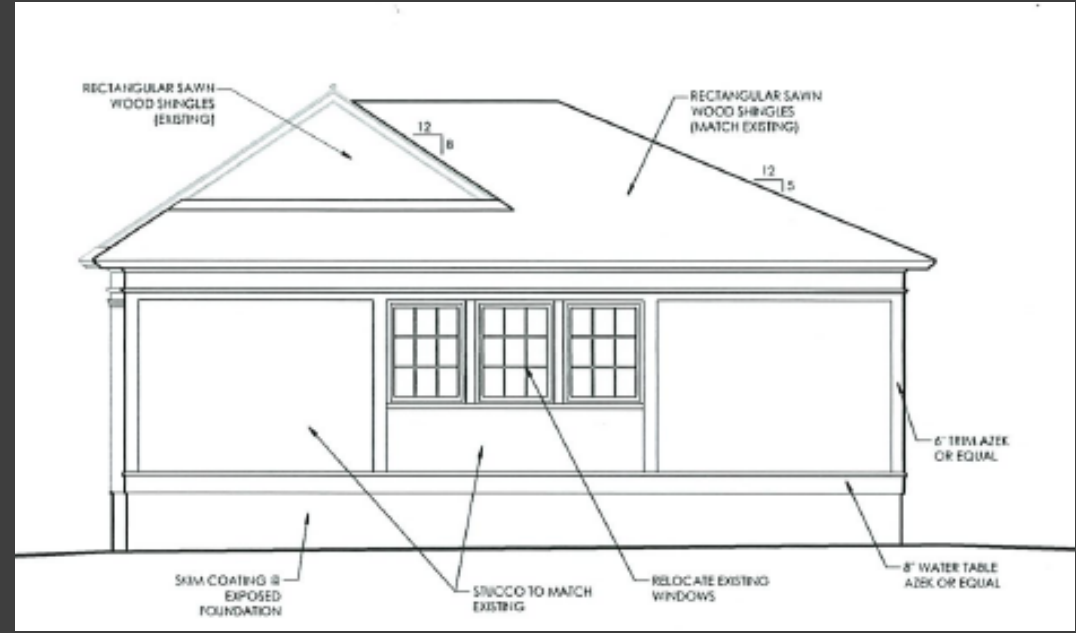 RECTANGULAR SAWN
WOOD SHINGLES
(EXISTING)
RECTANGULAR SAWN
WOOD SHINGLES
(MATCH EXISTING)
12
8
12
5
6" TRIM AZEK
OR EQUAL
8" WATER TABLE
AZEK OR EQUAL
SKIM COATING @
EXPOSED
FOUNDATION
STUCCO TO MATCH
EXISTING
RELOCATE EXISTING
WINDOWS